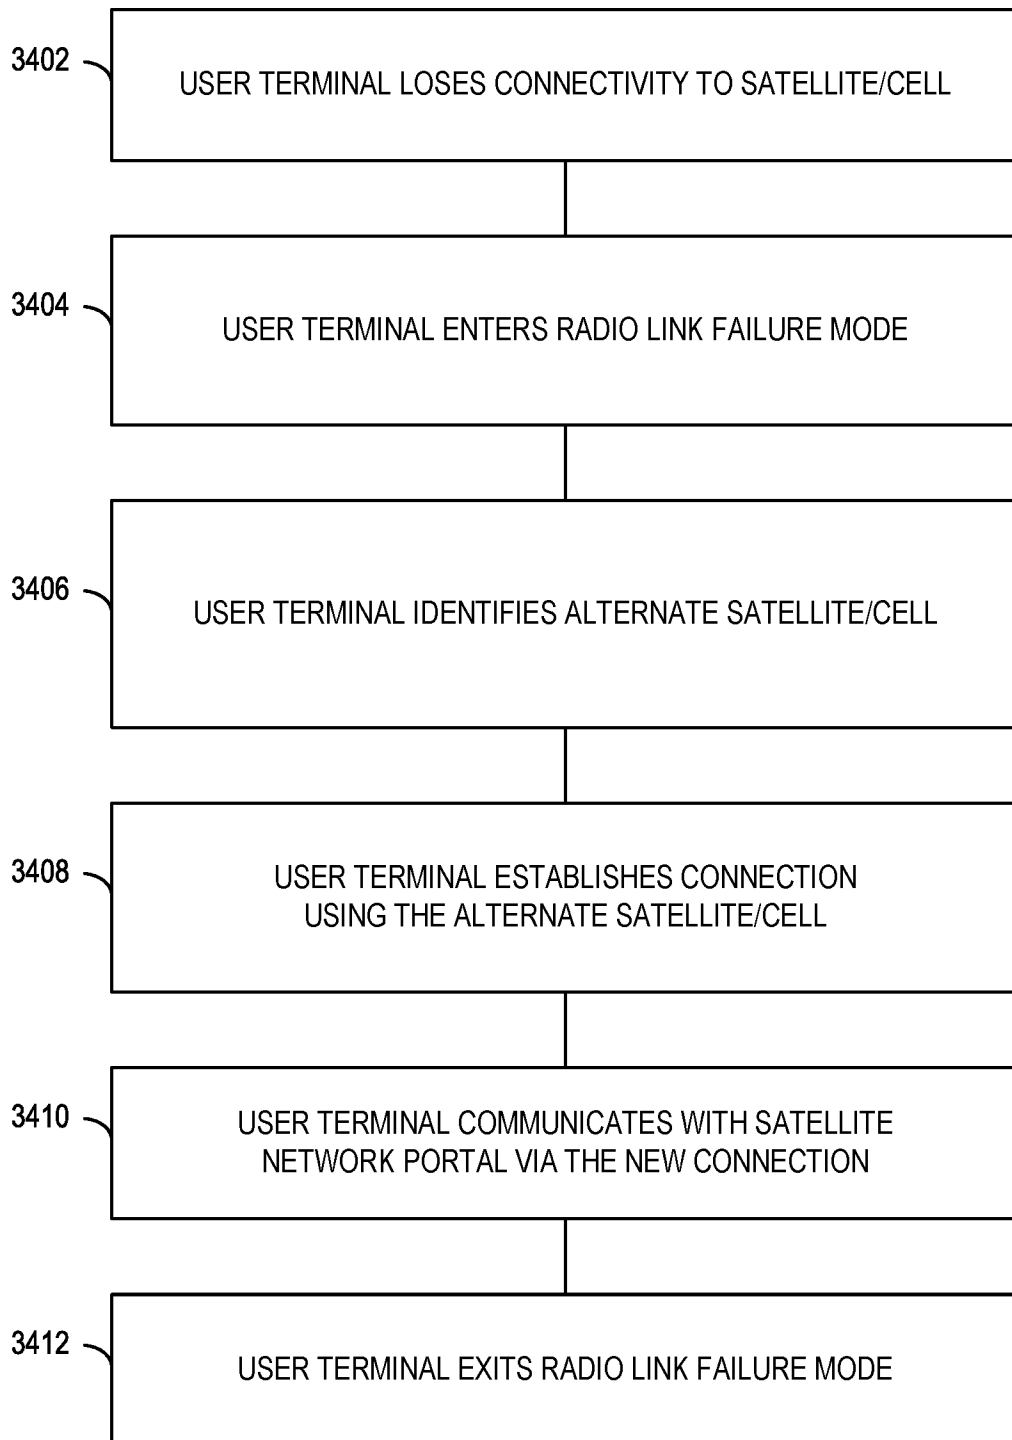 3402
USER TERMINAL LOSES CONNECTIVITY TO SATELLITE/CELL
3404
USER TERMINAL ENTERS RADIO LINK FAILURE MODE
3406
USER TERMINAL IDENTIFIES ALTERNATE SATELLITE/CELL
3408
USER TERMINAL ESTABLISHES CONNECTION
USING THE ALTERNATE SATELLITE/CELL
3410
USER TERMINAL COMMUNICATES WITH SATELLITE
NETWORK PORTAL VIA THE NEW CONNECTION
3412
USER TERMINAL EXITS RADIO LINK FAILURE MODE